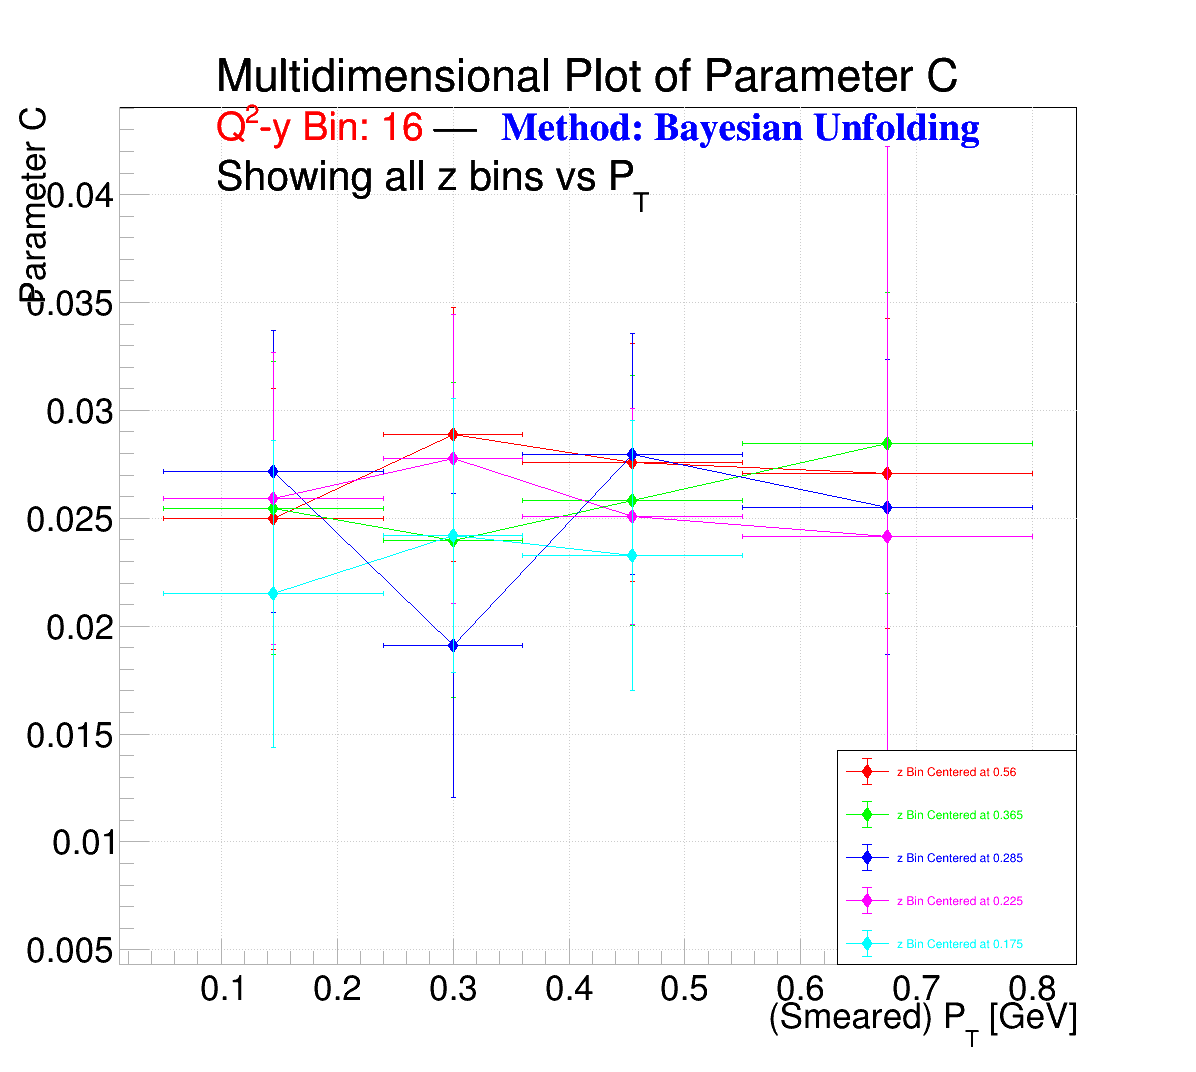 Multidimensional Plot of Parameter C
Q²-y Bin: 16 — Method: Bayesian Unfolding
Showing all z bins vs P_T
Parameter C
0.04
0.035
0.03
0.025
0.02
0.015
0.01
0.005
z Bin Centered at 0.56
z Bin Centered at 0.365
z Bin Centered at 0.285
z Bin Centered at 0.225
z Bin Centered at 0.175
0.1 0.2 0.3 0.4 0.5 0.6 0.7 0.8
(Smeared) P_T [GeV]